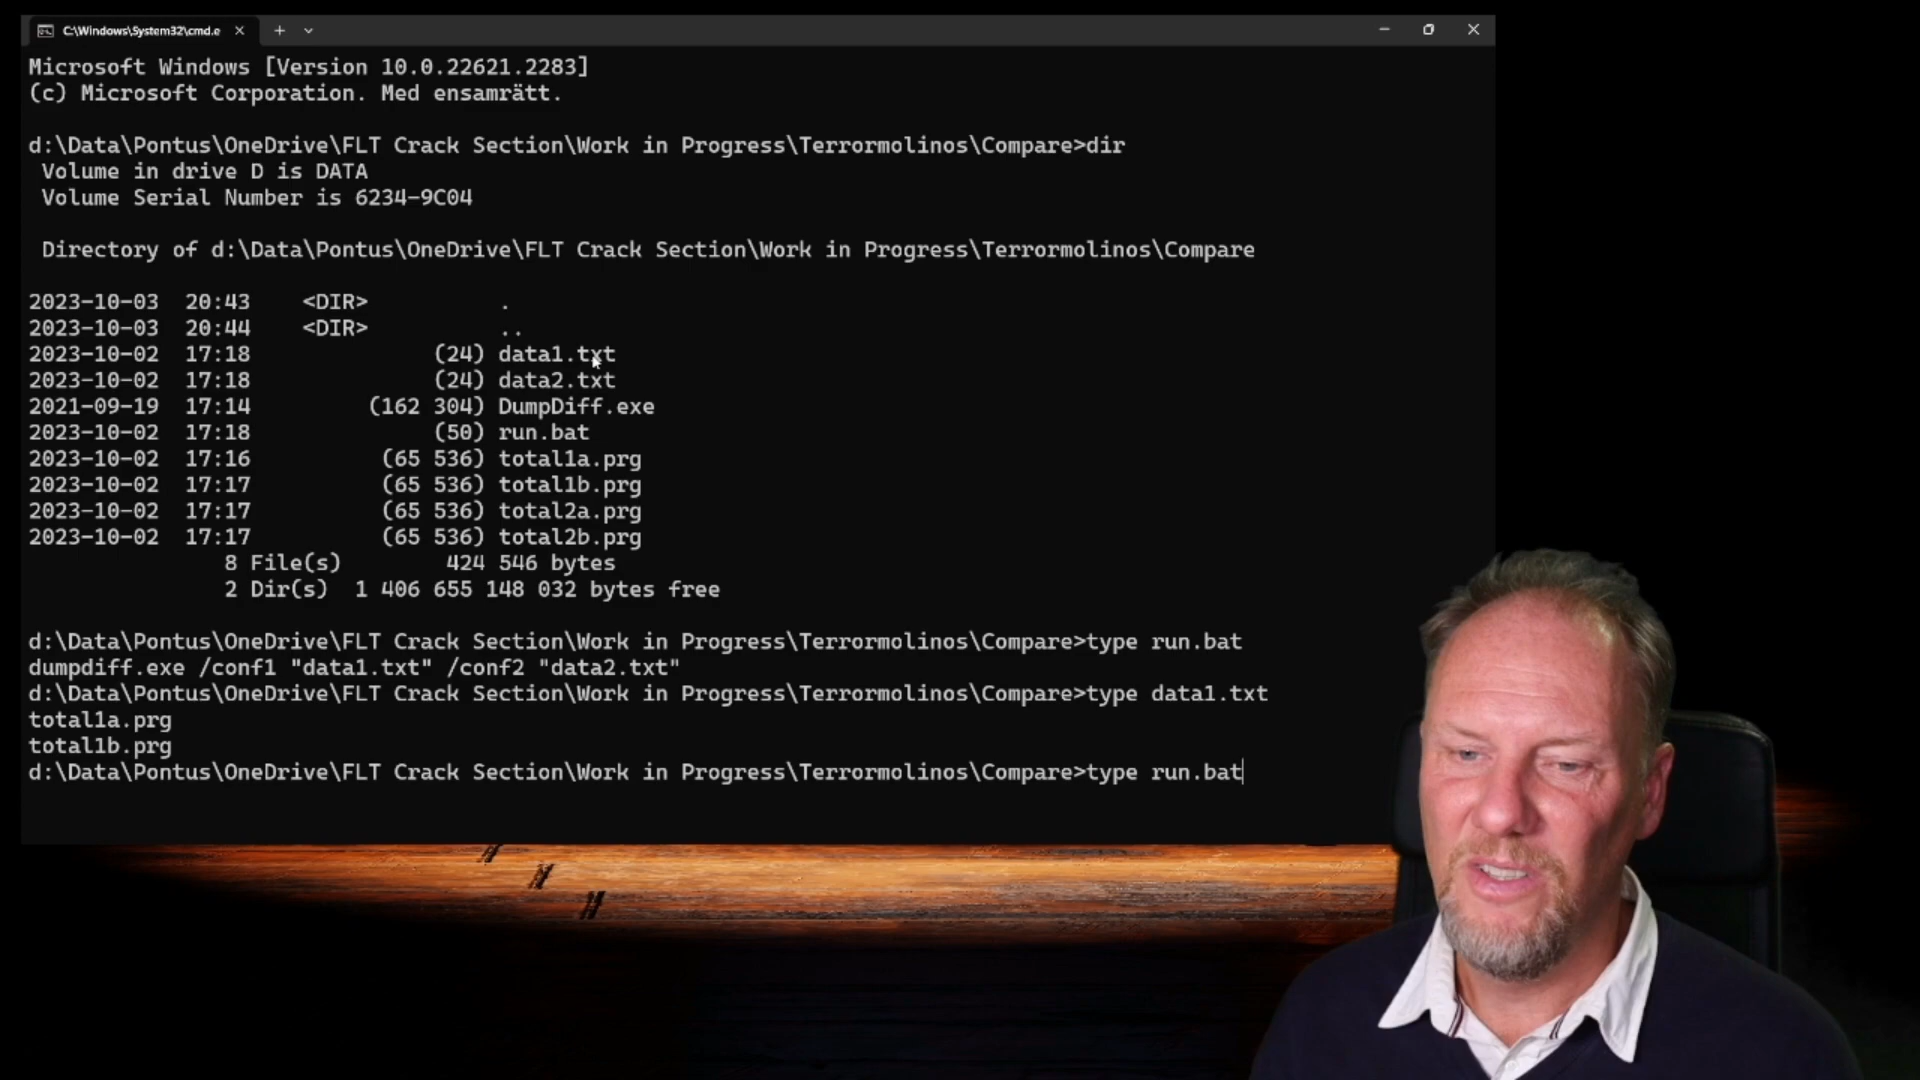 C:\Windows\System32\cmd.e
Microsoft Windows [Version 10.0.22621.2283]
(c) Microsoft Corporation. Med ensamrätt.
d:\Data\Pontus\OneDrive\FLT Crack Section\Work in Progress\Terrormolinos\Compare>dir
Volume in drive D is DATA
Volume Serial Number is 6234-9C04
Directory of d:\Data\Pontus\OneDrive\FLT Crack Section\Work in Progress\Terrormolinos\Compare
2023-10-03 20:43 <DIR> .
2023-10-03 20:44 <DIR> ..
2023-10-02 17:18 (24) data1.txt
2023-10-02 17:18 (24) data2.txt
2021-09-19 17:14 (162 304) DumpDiff.exe
2023-10-02 17:18 (50) run.bat
2023-10-02 17:16 (65 536) total1a.prg
2023-10-02 17:17 (65 536) total1b.prg
2023-10-02 17:17 (65 536) total2a.prg
2023-10-02 17:17 (65 536) total2b.prg
8 File(s) 424 546 bytes
2 Dir(s) 1 406 655 148 032 bytes free
d:\Data\Pontus\OneDrive\FLT Crack Section\Work in Progress\Terrormolinos\Compare>type run.bat
dumpdiff.exe /conf1 "data1.txt" /conf2 "data2.txt"
d:\Data\Pontus\OneDrive\FLT Crack Section\Work in Progress\Terrormolinos\Compare>type data1.txt
total1a.prg
total1b.prg
d:\Data\Pontus\OneDrive\FLT Crack Section\Work in Progress\Terrormolinos\Compare>type run.bat